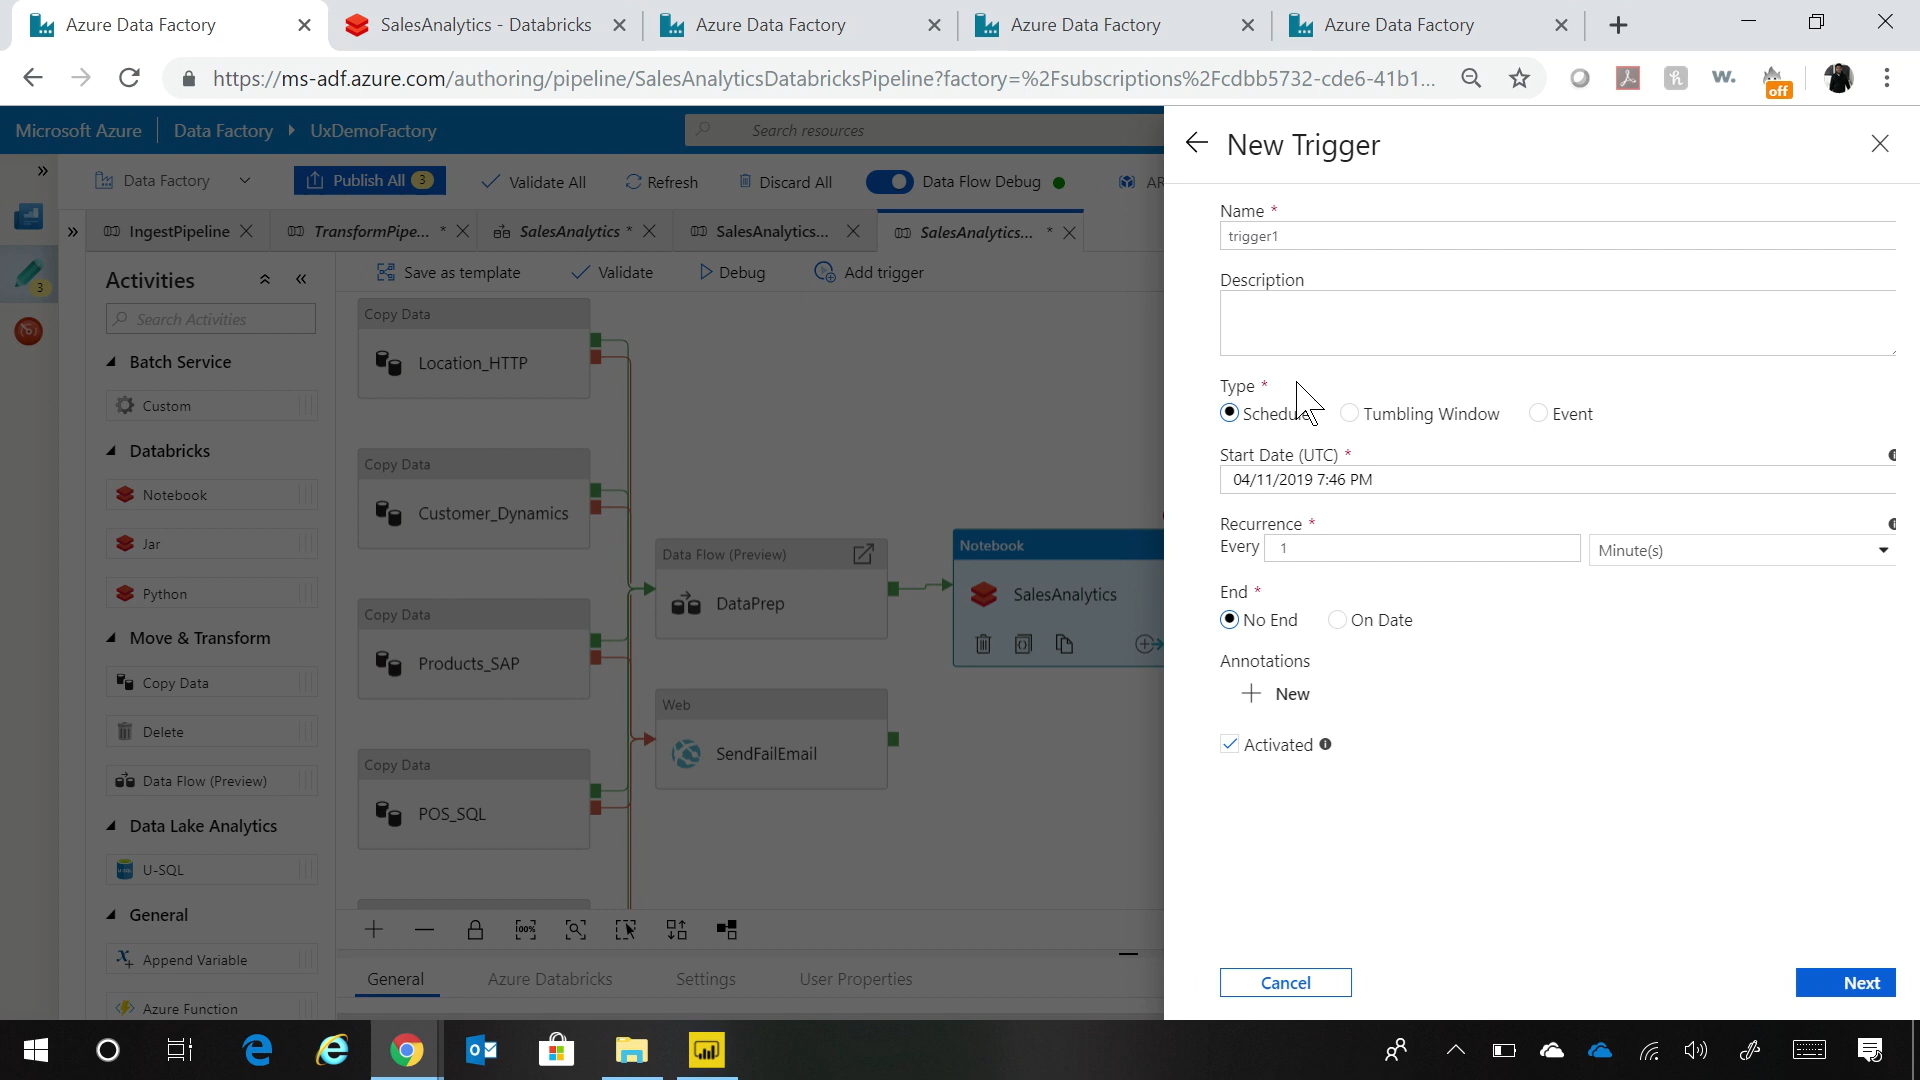 Azure Data Factory
SalesAnalytics - Databricks
Azure Data Factory
Azure Data Factory
Azure Data Factory
https://ms-adf.azure.com/authoring/pipeline/SalesAnalyticsDatabricksPipeline?factory=%2Fsubscriptions%2Fcdbb5732-cde6-41b1...
W.
off
Microsoft Azure
Data Factory
UxDemoFactory
Search resources
Data Factory
Publish All 3
Validate All
Refresh
Discard All
Data Flow Debug
AR
IngestPipeline
TransformPipe... *
SalesAnalytics *
SalesAnalytics...
SalesAnalytics... *
3
Activities
Search Activities
Batch Service
Custom
Databricks
Notebook
Jar
Python
Move & Transform
Copy Data
Delete
Data Flow (Preview)
Data Lake Analytics
U-SQL
General
Append Variable
Azure Function
Save as template
Validate
Debug
Add trigger
Copy Data
Location_HTTP
Copy Data
Customer_Dynamics
Copy Data
Products_SAP
Copy Data
POS_SQL
Data Flow (Preview)
DataPrep
Web
SendFailEmail
Notebook
SalesAnalytics
100%
General
Azure Databricks
Settings
User Properties
New Trigger
Name *
trigger1
Description
Type *
Schedule
Tumbling Window
Event
Start Date (UTC) *
04/11/2019 7:46 PM
Recurrence *
Every 1
Minute(s)
End *
No End
On Date
Annotations
New
Activated
Cancel
Next